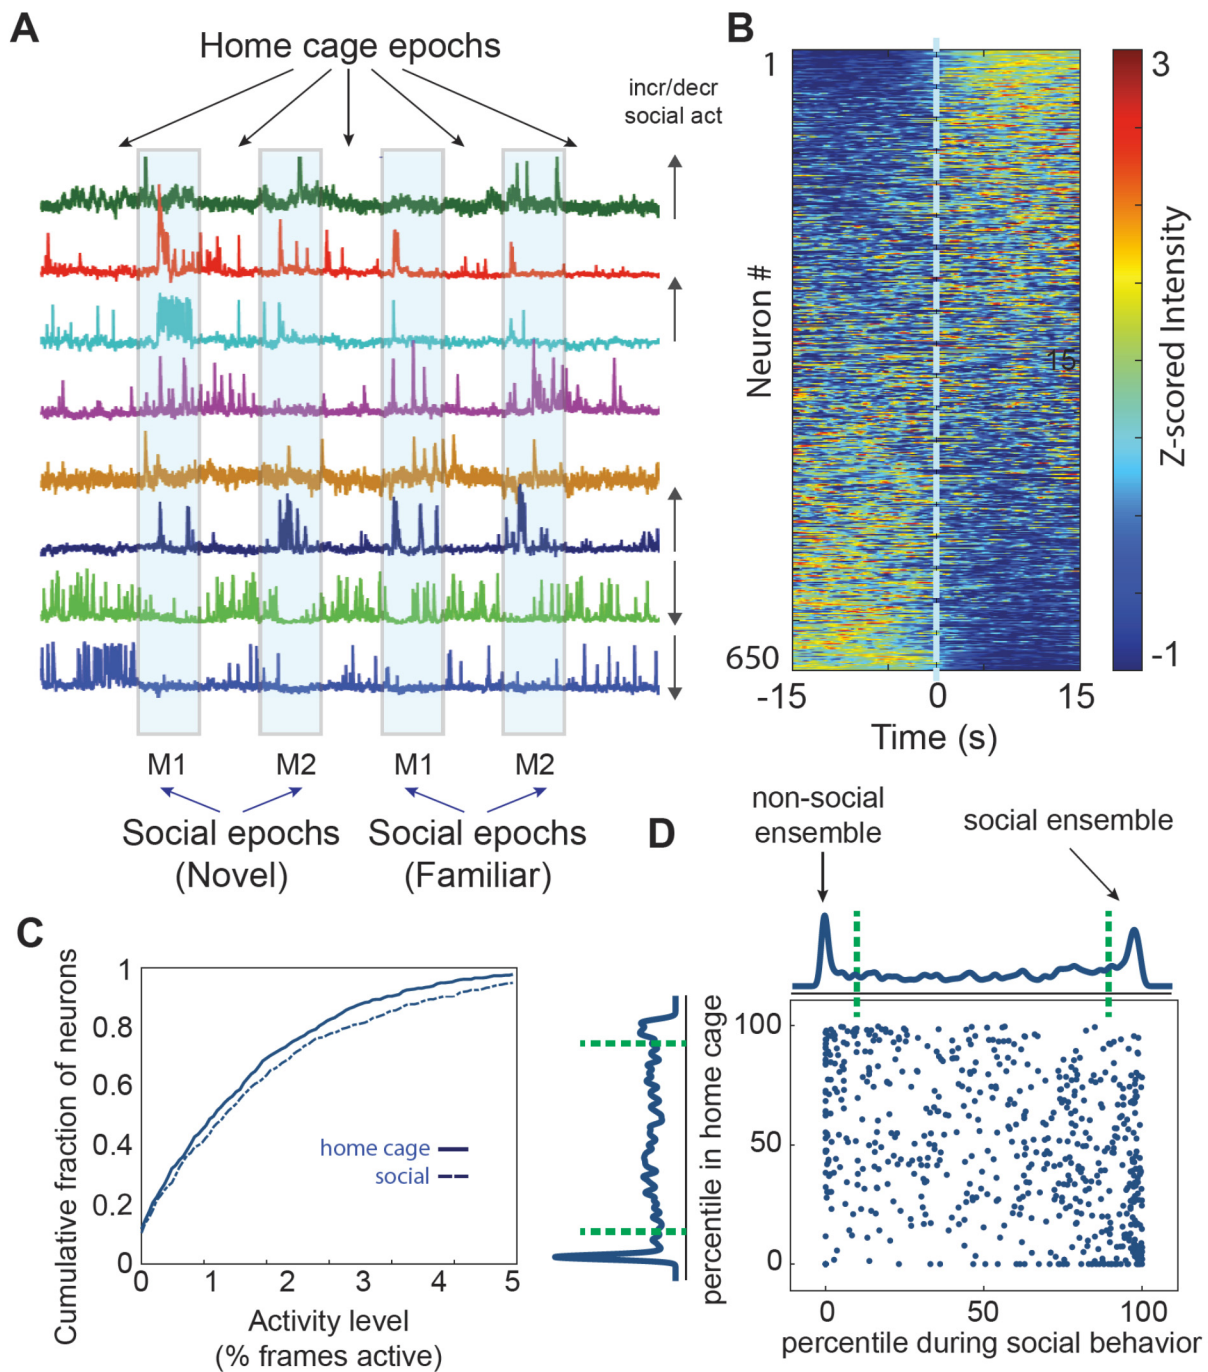 A
Home cage epochs
incr/decr
social act
M1
M2
M1
M2
Social epochs
(Novel)
Social epochs
(Familiar)
B
1
Neuron #
15
650
-15
0
15
Time (s)
3
Z-scored Intensity
-1
C
Cumulative fraction of neurons
1
0.8
0.6
0.4
0.2
0
home cage
social
0
1
2
3
4
5
Activity level
(% frames active)
D
non-social
ensemble
social ensemble
percentile in home cage
100
50
0
0
50
100
percentile during social behavior